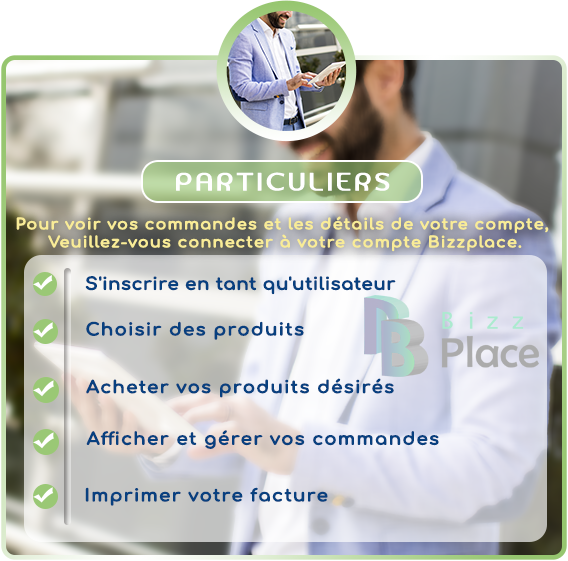 PARTICULIERS
Pour voir vos commandes et les détails de votre compte,
Veuillez-vous connecter à votre compte Bizzplace.
S'inscrire en tant qu'utilisateur
Choisir des produits
Bizz
Place
Acheter vos produits désirés
Afficher et gérer vos commandes
Imprimer votre facture